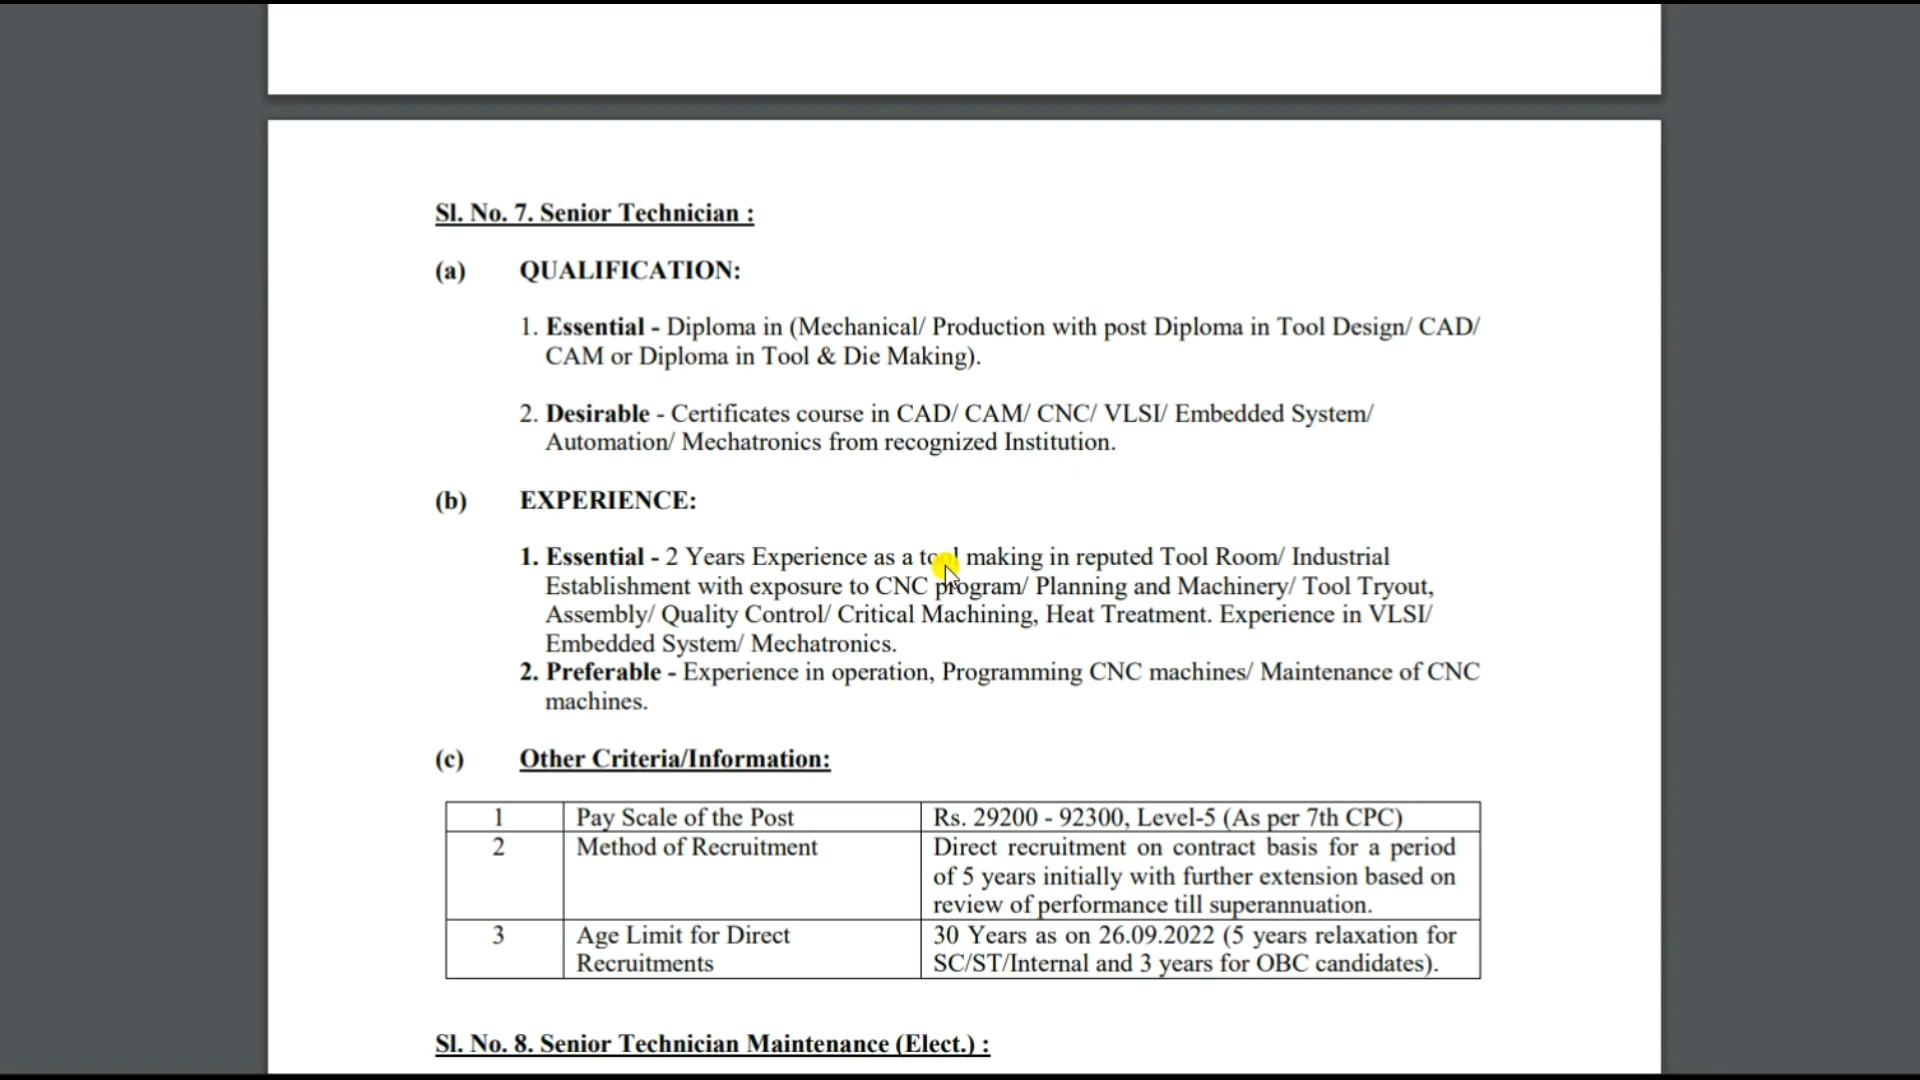 Sl. No. 7. Senior Technician :
(a) QUALIFICATION:
1. Essential - Diploma in (Mechanical/ Production with post Diploma in Tool Design/ CAD/
CAM or Diploma in Tool & Die Making).
2. Desirable - Certificates course in CAD/ CAM/ CNC/ VLSI/ Embedded System/
Automation/ Mechatronics from recognized Institution.
(b) EXPERIENCE:
1. Essential - 2 Years Experience as a tool making in reputed Tool Room/ Industrial
Establishment with exposure to CNC program/ Planning and Machinery/ Tool Tryout,
Assembly/ Quality Control/ Critical Machining, Heat Treatment. Experience in VLSI/
Embedded System/ Mechatronics.
2. Preferable - Experience in operation, Programming CNC machines/ Maintenance of CNC
machines.
(c) Other Criteria/Information:
1 Pay Scale of the Post Rs. 29200 - 92300, Level-5 (As per 7th CPC)
2 Method of Recruitment Direct recruitment on contract basis for a period
of 5 years initially with further extension based on
review of performance till superannuation.
3 Age Limit for Direct 30 Years as on 26.09.2022 (5 years relaxation for
Recruitments SC/ST/Internal and 3 years for OBC candidates).
Sl. No. 8. Senior Technician Maintenance (Elect.) :